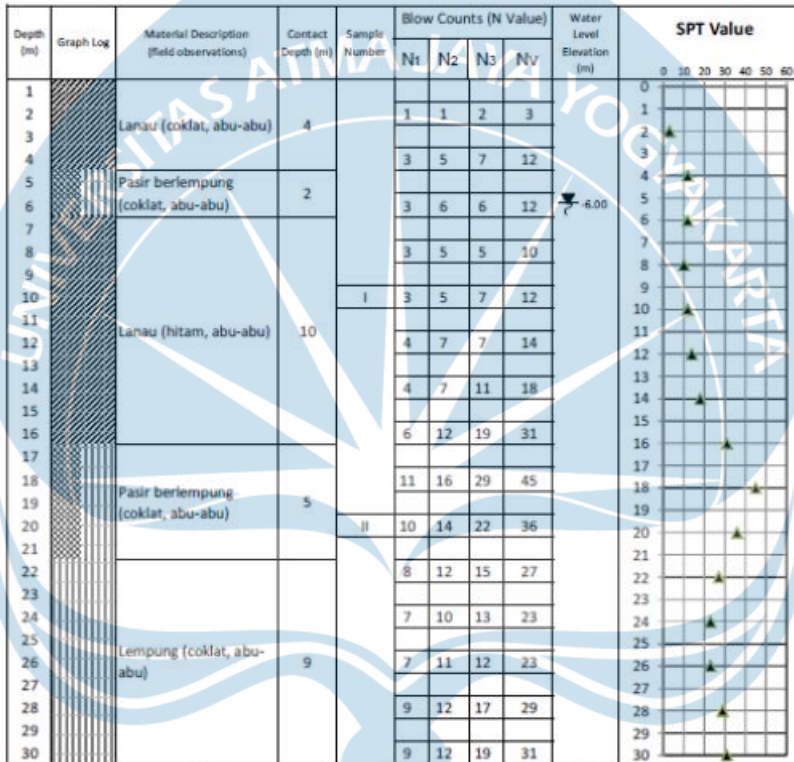 Depth (m) Graph Log Material Description (field observations) Contact Depth (m) Sample Number Blow Counts (N Value) Water Level Elevation (m) SPT Value
N1 N2 N3 Nv
0 10 20 30 40 50 60
0
1 1
2 1 1 2 3 2
3 Lanau (coklat, abu-abu) 4 3
4 3 5 7 12 4
5 Pasir berlempung 5
6 (coklat, abu-abu) 2 3 6 6 12 -6.00 6
7 7
8 3 5 5 10 8
9 9
10 I 3 5 7 12 10
11 Lanau (hitam, abu-abu) 10 11
12 4 7 7 14 12
13 13
14 4 7 11 18 14
15 15
16 6 12 19 31 16
17 17
18 Pasir berlempung 11 16 29 45 18
19 (coklat, abu-abu) 5 19
20 II 10 14 22 36 20
21 21
22 8 12 15 27 22
23 23
24 7 10 13 23 24
25 Lempung (coklat, abu- 25
26 abu) 9 7 11 12 23 26
27 27
28 9 12 17 29 28
29 29
30 9 12 19 31 30
UNIVERSITAS ATMA JAYA YOGYAKARTA